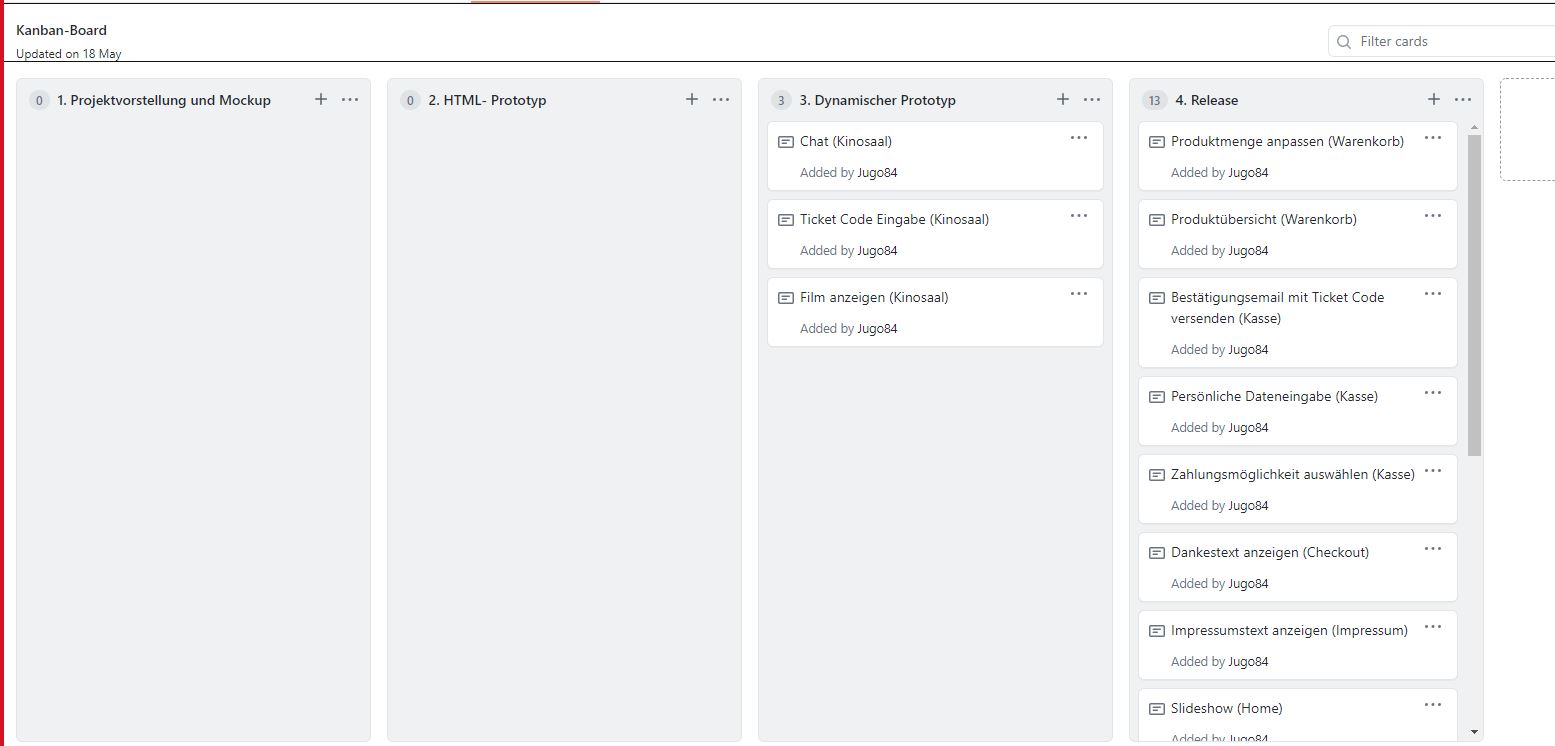 Kanban-Board
Updated on 18 May
Filter cards
0 1. Projektvorstellung und Mockup
0 2. HTML- Prototyp
3 3. Dynamischer Prototyp
Chat (Kinosaal)
Added by Jugo84
Ticket Code Eingabe (Kinosaal)
Added by Jugo84
Film anzeigen (Kinosaal)
Added by Jugo84
13 4. Release
Produktmenge anpassen (Warenkorb)
Added by Jugo84
Produktübersicht (Warenkorb)
Added by Jugo84
Bestätigungsemail mit Ticket Code
versenden (Kasse)
Added by Jugo84
Persönliche Dateneingabe (Kasse)
Added by Jugo84
Zahlungsmöglichkeit auswählen (Kasse)
Added by Jugo84
Dankestext anzeigen (Checkout)
Added by Jugo84
Impressumstext anzeigen (Impressum)
Added by Jugo84
Slideshow (Home)
Added by Jugo84